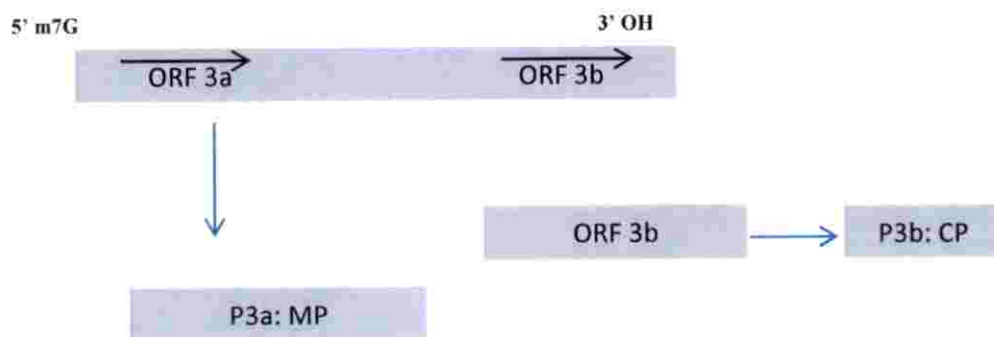 5’ m7G
3’ OH
ORF 3a
ORF 3b
ORF 3b
P3b: CP
P3a: MP